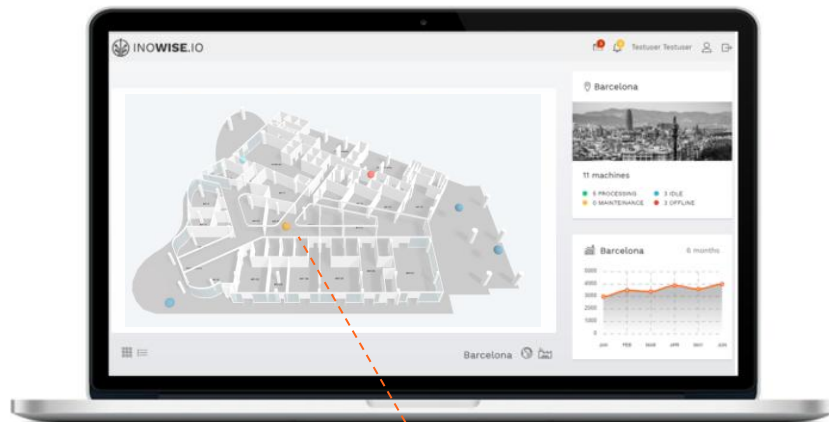 INOWISE.IO
Testuser Testuser
Barcelona
11 machines
5 PROCESSING 3 IDLE
0 MANTEINANCE 3 OFFLINE
Barcelona 6 months
5000
4000
3000
2000
1000
0
JAN FEB MAR APR MAY JUN
Barcelona